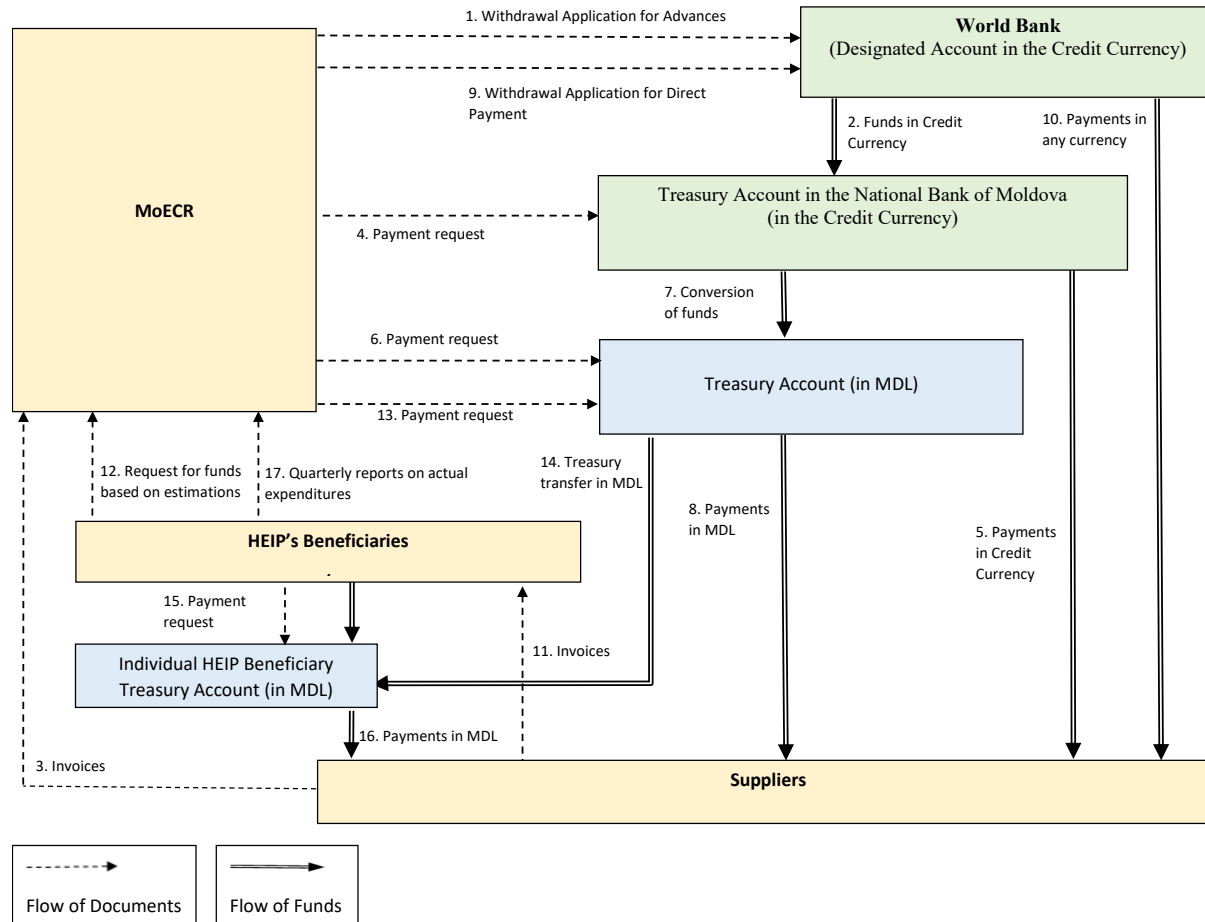 1. Withdrawal Application for Advances
World Bank
(Designated Account in the Credit Currency)
9. Withdrawal Application for Direct
Payment
2. Funds in Credit
Currency
10. Payments in
any currency
MoECR
Treasury Account in the National Bank of Moldova
(in the Credit Currency)
4. Payment request
7. Conversion
of funds
6. Payment request
Treasury Account (in MDL)
13. Payment request
12. Request for funds
based on estimations
17. Quarterly reports on actual
expenditures
14. Treasury
transfer in MDL
8. Payments
in MDL
5. Payments
in Credit
Currency
HEIP’s Beneficiaries
.
15. Payment
request
11. Invoices
Individual HEIP Beneficiary
Treasury Account (in MDL)
16. Payments in MDL
3. Invoices
Suppliers
Flow of Documents
Flow of Funds